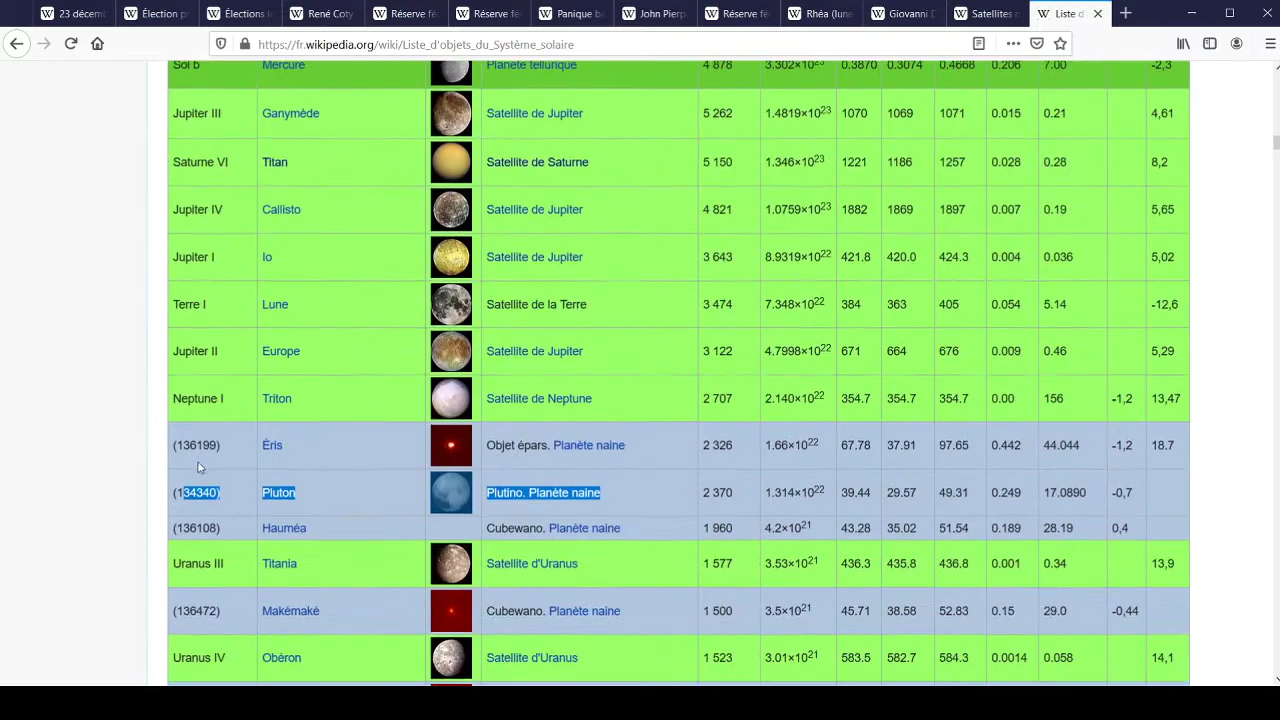 23 décemb
Élection pr
Élections le
René Coty
Réserve fé
Réserve fé
Panique ba
John Pierp
Réserve fé
Rhéa (lune
Giovanni D
Satellites n
Liste d'
https://fr.wikipedia.org/wiki/Liste_d'objets_du_Système_solaire
Sol b Mercure Planète tellurique 4 878 3.302×10²³ 0.3870 0.3074 0.4668 0.206 7.00 -2,3
Jupiter III Ganymède Satellite de Jupiter 5 262 1.4819×10²³ 1070 1069 1071 0.015 0.21 4,61
Saturne VI Titan Satellite de Saturne 5 150 1.346×10²³ 1221 1186 1257 0.028 0.28 8,2
Jupiter IV Callisto Satellite de Jupiter 4 821 1.0759×10²³ 1882 1869 1897 0.007 0.19 5,65
Jupiter I Io Satellite de Jupiter 3 643 8.9319×10²² 421.8 420.0 424.3 0.004 0.036 5,02
Terre I Lune Satellite de la Terre 3 474 7.348×10²² 384 363 405 0.054 5.14 -12,6
Jupiter II Europe Satellite de Jupiter 3 122 4.7998×10²² 671 664 676 0.009 0.46 5,29
Neptune I Triton Satellite de Neptune 2 707 2.140×10²² 354.7 354.7 354.7 0.00 156 -1,2 13,47
(136199) Éris Objet épars. Planète naine 2 326 1.66×10²² 67.78 37.91 97.65 0.442 44.044 -1,2 18.7
(134340) Pluton Plutino. Planète naine 2 370 1.314×10²² 39.44 29.57 49.31 0.249 17.0890 -0,7
(136108) Hauméa Cubewano. Planète naine 1 960 4.2×10²¹ 43.28 35.02 51.54 0.189 28.19 0,4
Uranus III Titania Satellite d'Uranus 1 577 3.53×10²¹ 436.3 435.8 436.8 0.001 0.34 13,9
(136472) Makémaké Cubewano. Planète naine 1 500 3.5×10²¹ 45.71 38.58 52.83 0.15 29.0 -0,44
Uranus IV Obéron Satellite d'Uranus 1 523 3.01×10²¹ 583.5 582.7 584.3 0.0014 0.058 14,1